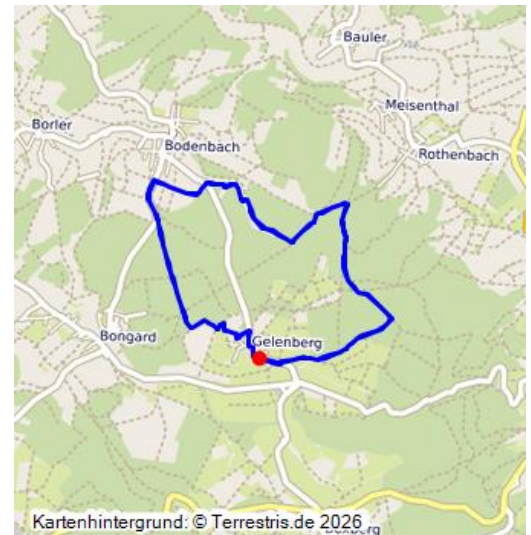 Bauler
Meisenthal
Borler
Bodenbach
Rothenbach
Bongard
Gelenberg
Kartenhintergrund: © Terrestris.de 2026